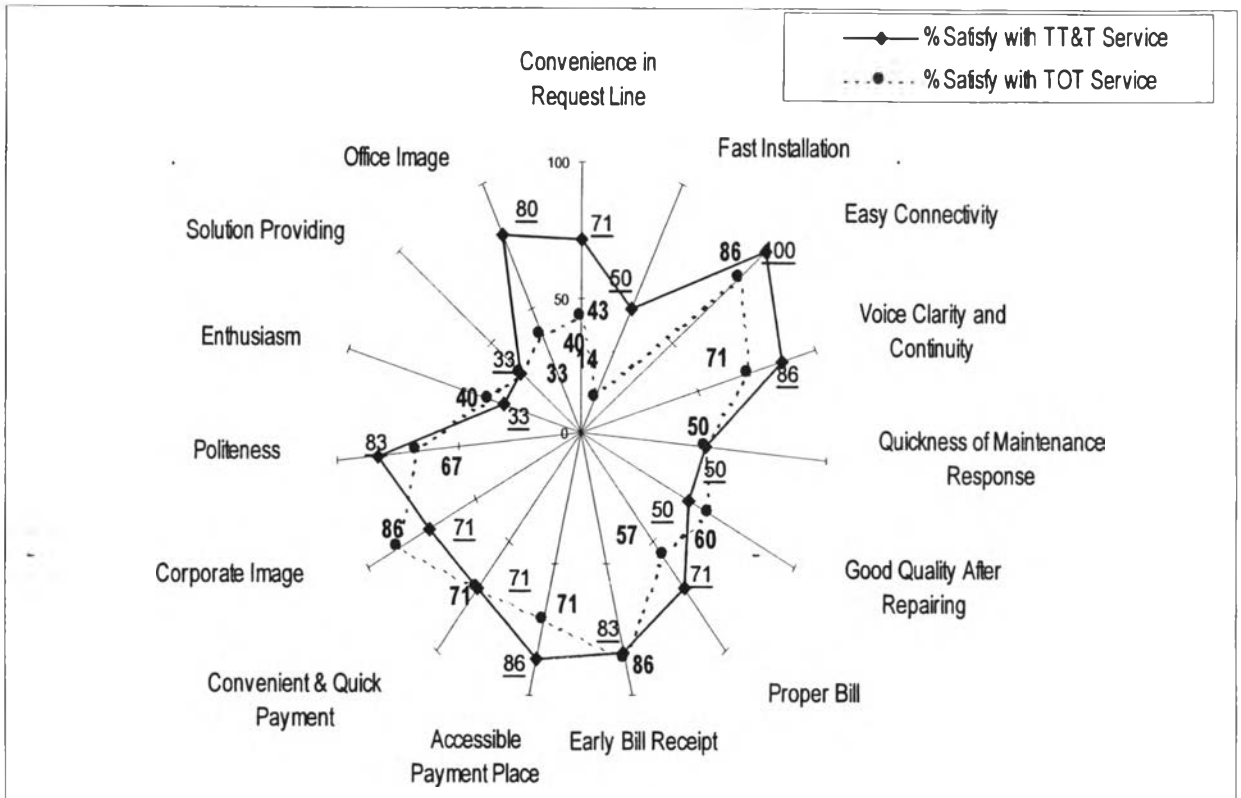 % Satisfy with TT&T Service
% Satisfy with TOT Service
Convenience in
Request Line
Office Image
Fast Installation
Solution Providing
Easy Connectivity
Enthusiasm
Voice Clarity and
Continuity
Politeness
Quickness of Maintenance
Response
Corporate Image
Good Quality After
Repairing
Convenient & Quick
Payment
Proper Bill
Accessible
Payment Place
Early Bill Receipt
100
80
71
86
100
50
50
43
40
4
71
86
33
33
40
33
0
50
50
83
67
50
60
57
71
86
71
71
71
71
83
86
86